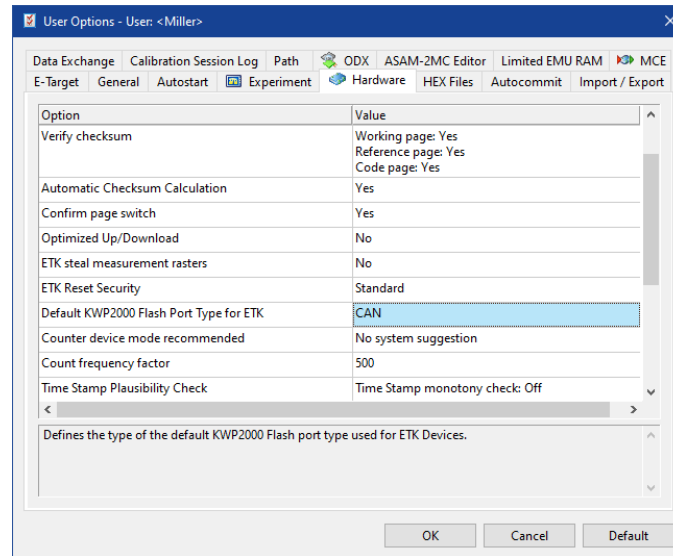 User Options - User: <Miller>
Data Exchange Calibration Session Log Path ODX ASAM-2MC Editor Limited EMU RAM MCE
E-Target General Autostart Experiment Hardware HEX Files Autocommit Import / Export
Option Value
Verify checksum Working page: Yes
Reference page: Yes
Code page: Yes
Automatic Checksum Calculation Yes
Confirm page switch Yes
Optimized Up/Download No
ETK steal measurement rasters No
ETK Reset Security Standard
Default KWP2000 Flash Port Type for ETK CAN
Counter device mode recommended No system suggestion
Count frequency factor 500
Time Stamp Plausibility Check Time Stamp monotony check: Off
Defines the type of the default KWP2000 Flash port type used for ETK Devices.
OK Cancel Default